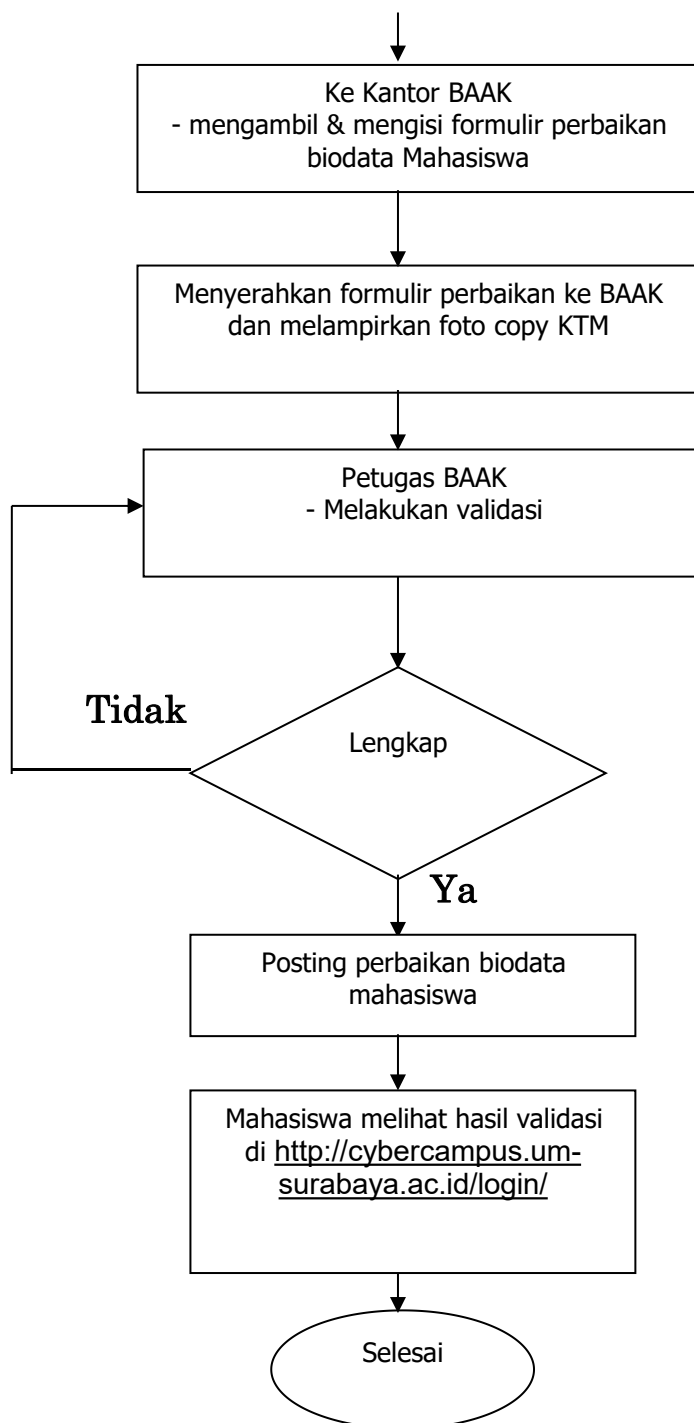 Ke Kantor BAAK
- mengambil & mengisi formulir perbaikan
biodata Mahasiswa
Menyerahkan formulir perbaikan ke BAAK
dan melampirkan foto copy KTM
Petugas BAAK
- Melakukan validasi
Tidak
Lengkap
Ya
Posting perbaikan biodata
mahasiswa
Mahasiswa melihat hasil validasi
di http://cybercampus.um-
surabaya.ac.id/login/
Selesai